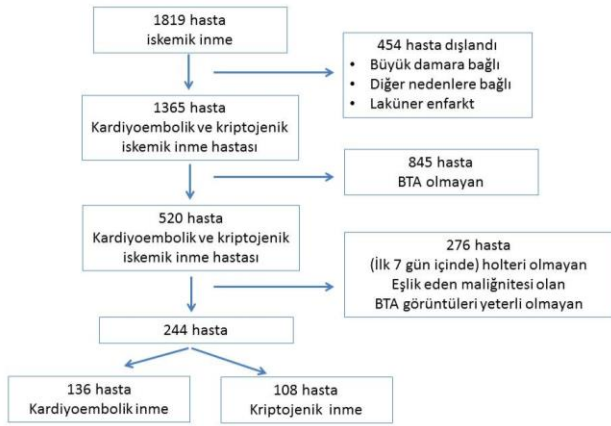 1819 hasta
iskemik inme
454 hasta dışlandı
• Büyük damara bağlı
• Diğer nedenlere bağlı
• Laküner enfarkt
1365 hasta
Kardiyoembolik ve kriptojenik
iskemik inme hastası
845 hasta
BTA olmayan
520 hasta
Kardiyoembolik ve kriptojenik
iskemik inme hastası
276 hasta
(İlk 7 gün içinde) holteri olmayan
Eşlik eden maliğnitesi olan
BTA görüntüleri yeterli olmayan
244 hasta
136 hasta
Kardiyoembolik inme
108 hasta
Kriptojenik inme